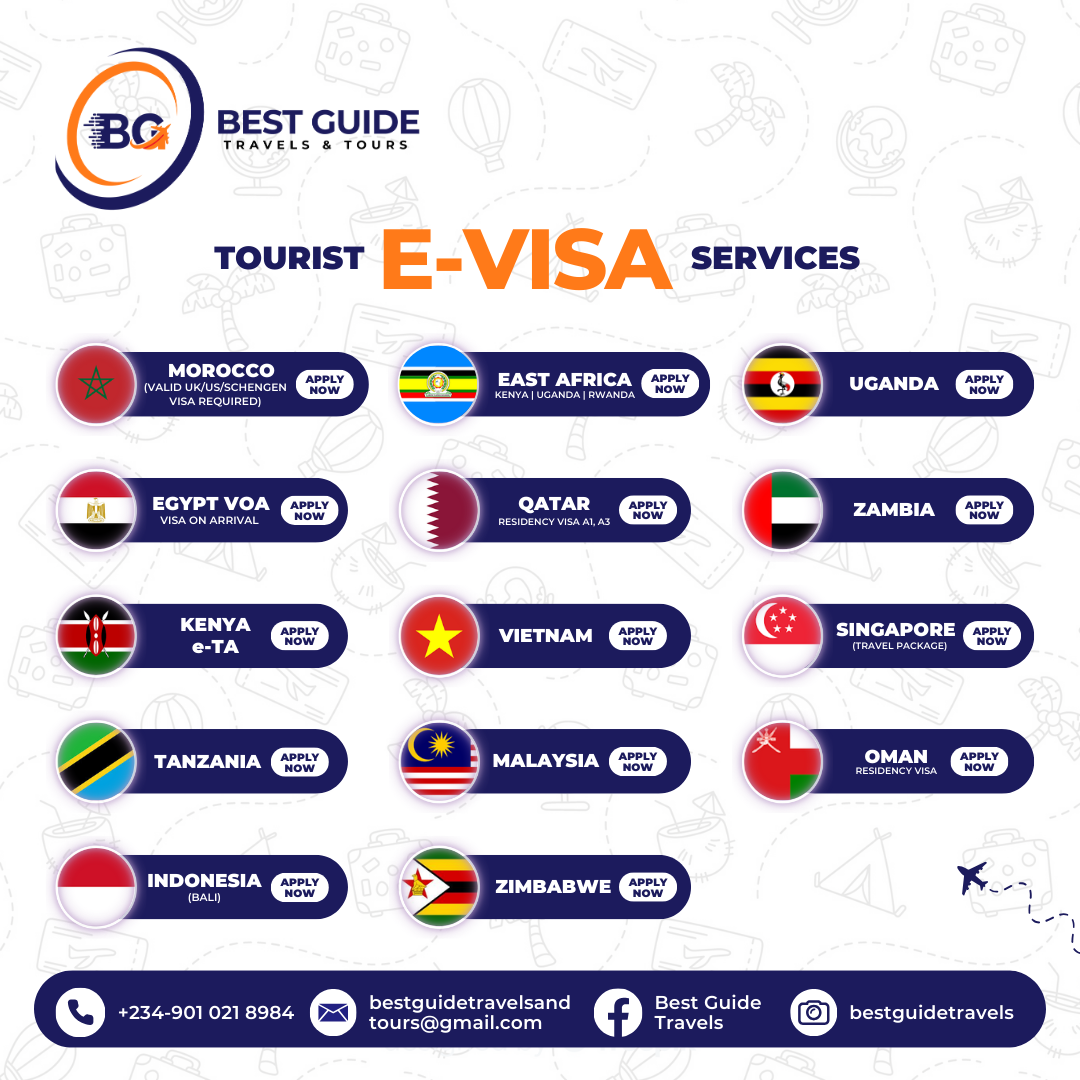 BG
BEST GUIDE
TRAVELS & TOURS
TOURIST E-VISA SERVICES
MOROCCO
(VALID UK/US/SCHENGEN
VISA REQUIRED)
APPLY
NOW
EAST AFRICA
KENYA | UGANDA | RWANDA
APPLY
NOW
UGANDA
APPLY
NOW
EGYPT VOA
VISA ON ARRIVAL
APPLY
NOW
QATAR
RESIDENCY VISA A1, A3
APPLY
NOW
ZAMBIA
APPLY
NOW
KENYA
e-TA
APPLY
NOW
VIETNAM
APPLY
NOW
SINGAPORE
(TRAVEL PACKAGE)
APPLY
NOW
TANZANIA
APPLY
NOW
MALAYSIA
APPLY
NOW
OMAN
RESIDENCY VISA
APPLY
NOW
INDONESIA
(BALI)
APPLY
NOW
ZIMBABWE
APPLY
NOW
+234-901 021 8984
bestguidetravelsand
tours@gmail.com
Best Guide
Travels
bestguidetravels